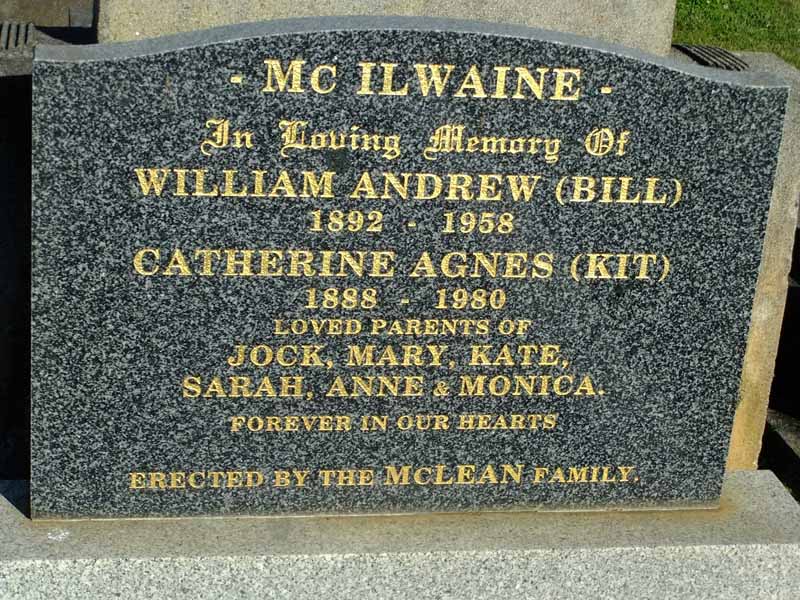 - Mc ILWAINE -
In Loving Memory Of
WILLIAM ANDREW (BILL)
1892 - 1958
CATHERINE AGNES (KIT)
1888 - 1980
LOVED PARENTS OF
JOCK, MARY, KATE,
SARAH, ANNE & MONICA.
FOREVER IN OUR HEARTS
ERECTED BY THE McLEAN FAMILY.